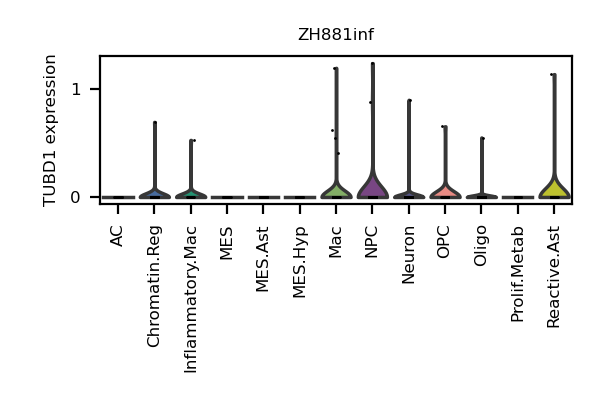 ZH881inf
TUBD1 expression
1
0
AC
Chromatin.Reg
Inflammatory.Mac
MES
MES.Ast
MES.Hyp
Mac
NPC
Neuron
OPC
Oligo
Prolif.Metab
Reactive.Ast